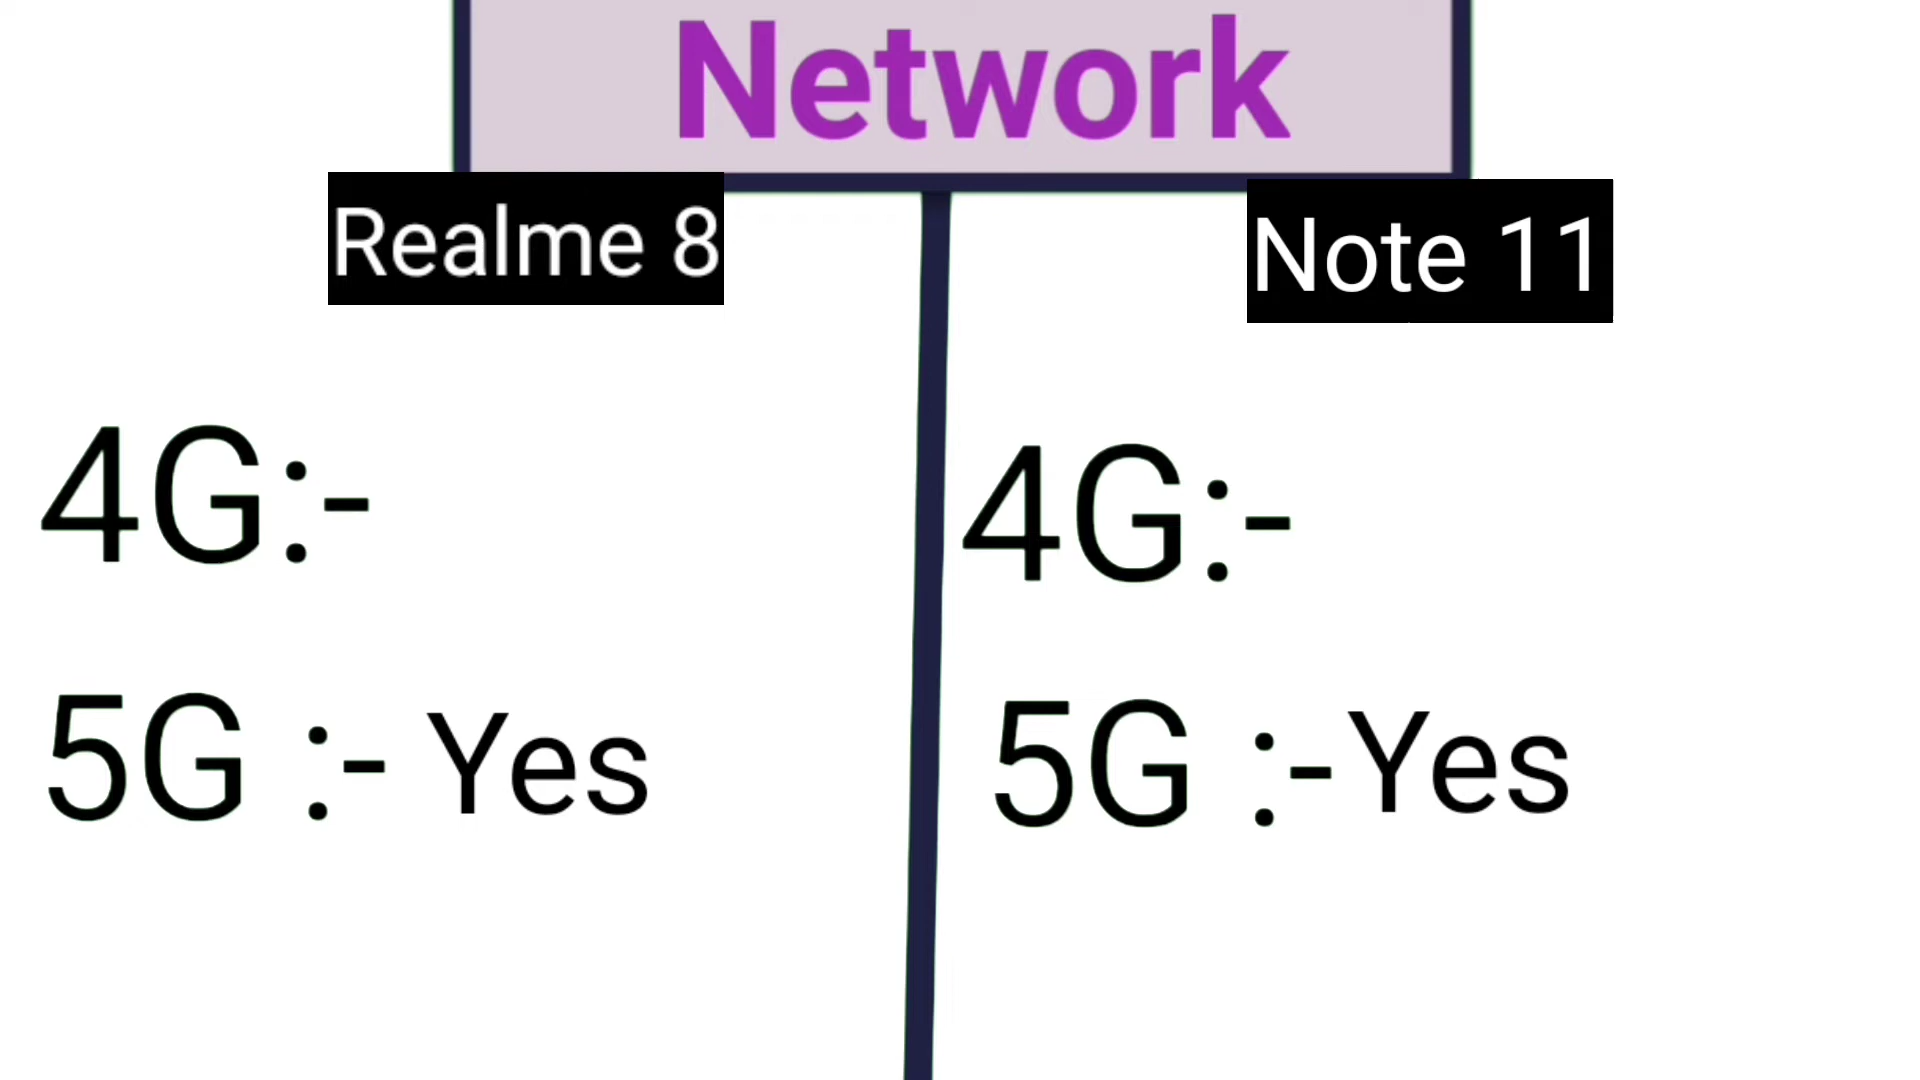 Network
Realme 8
Note 11
4G:-
4G:-
5G :- Yes
5G :-Yes